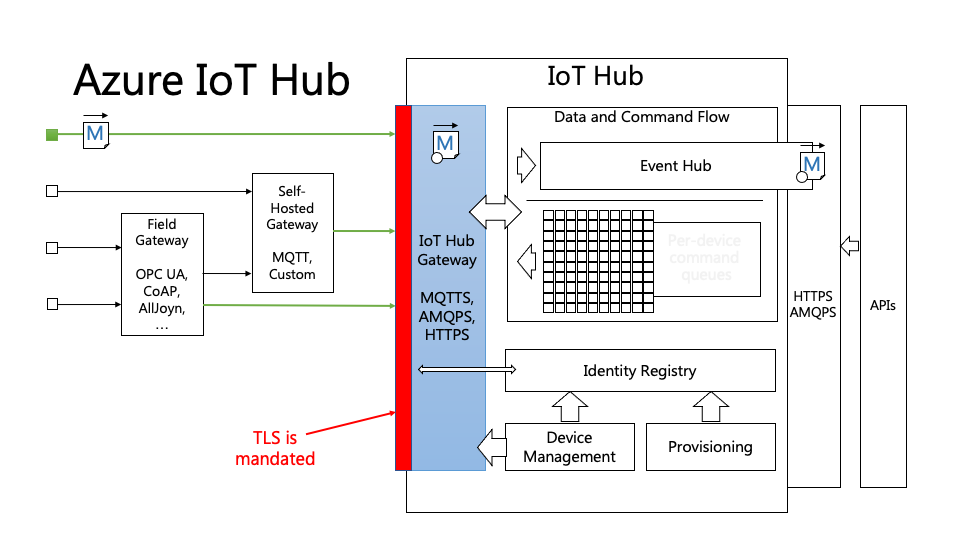 Azure IoT Hub
IoT Hub
M
M
Data and Command Flow
Event Hub
M
Self-
Hosted
Gateway
MQTT,
Custom
Field
Gateway
OPC UA,
CoAP,
AllJoyn,
…
IoT Hub
Gateway
MQTTS,
AMQPS,
HTTPS
Per-device
command
queues
HTTPS
AMQPS
APIs
Identity Registry
TLS is
mandated
Device
Management
Provisioning